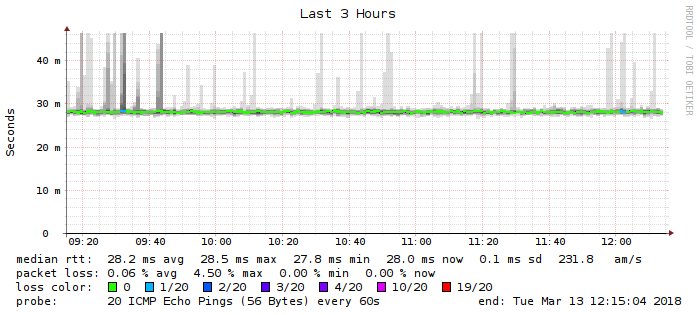 Last 3 Hours
RRDTOOL / TOBI OETIKER
Seconds
40 m
30 m
20 m
10 m
0
09:20 09:40 10:00 10:20 10:40 11:00 11:20 11:40 12:00
median rtt: 28.2 ms avg 28.5 ms max 27.8 ms min 28.0 ms now 0.1 ms sd 231.8 am/s
packet loss: 0.06 % avg 4.50 % max 0.00 % min 0.00 % now
loss color: 0 1/20 2/20 3/20 4/20 10/20 19/20
probe: 20 ICMP Echo Pings (56 Bytes) every 60s end: Tue Mar 13 12:15:04 2018